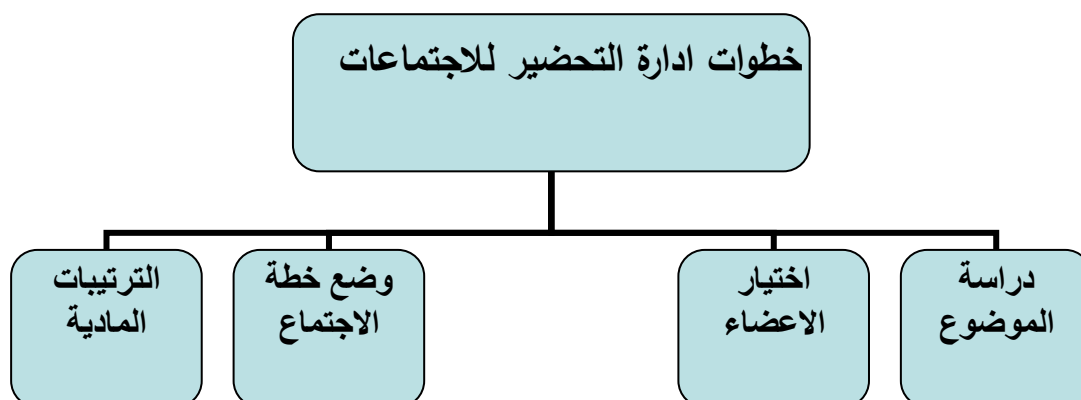 خطوات ادارة التحضير للاجتماعات
دراسة
الموضوع
اختيار
الاعضاء
وضع خطة
الاجتماع
الترتيبات
المادية